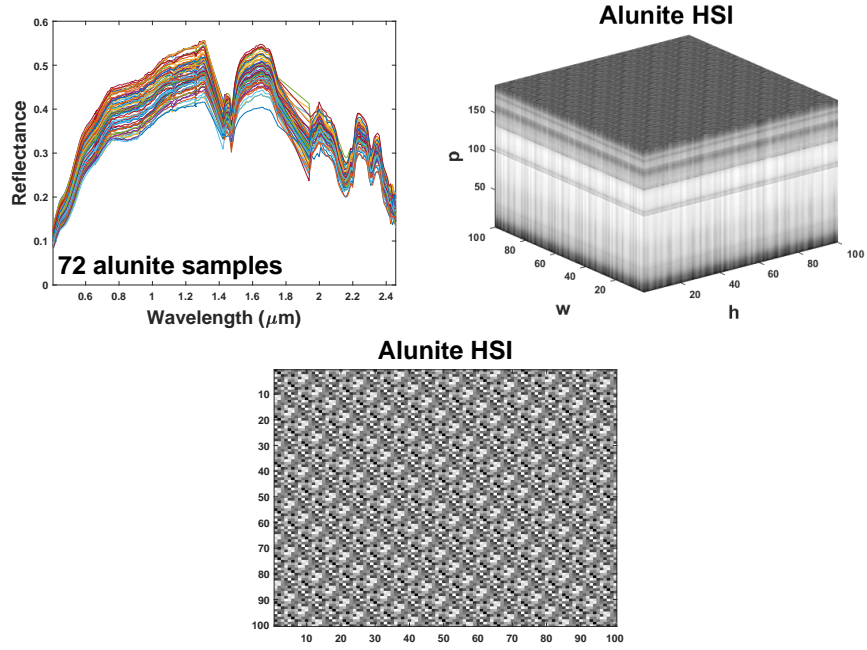 0.6
0.5
0.4
0.3
0.2
0.1
0
Reflectance
72 alunite samples
0.6 0.8 1 1.2 1.4 1.6 1.8 2 2.2 2.4
Wavelength (μm)
Alunite HSI
150
100
50
p
100 80 60 40 20
w
20 40 60 80 100
h
Alunite HSI
10
20
30
40
50
60
70
80
90
100
10 20 30 40 50 60 70 80 90 100